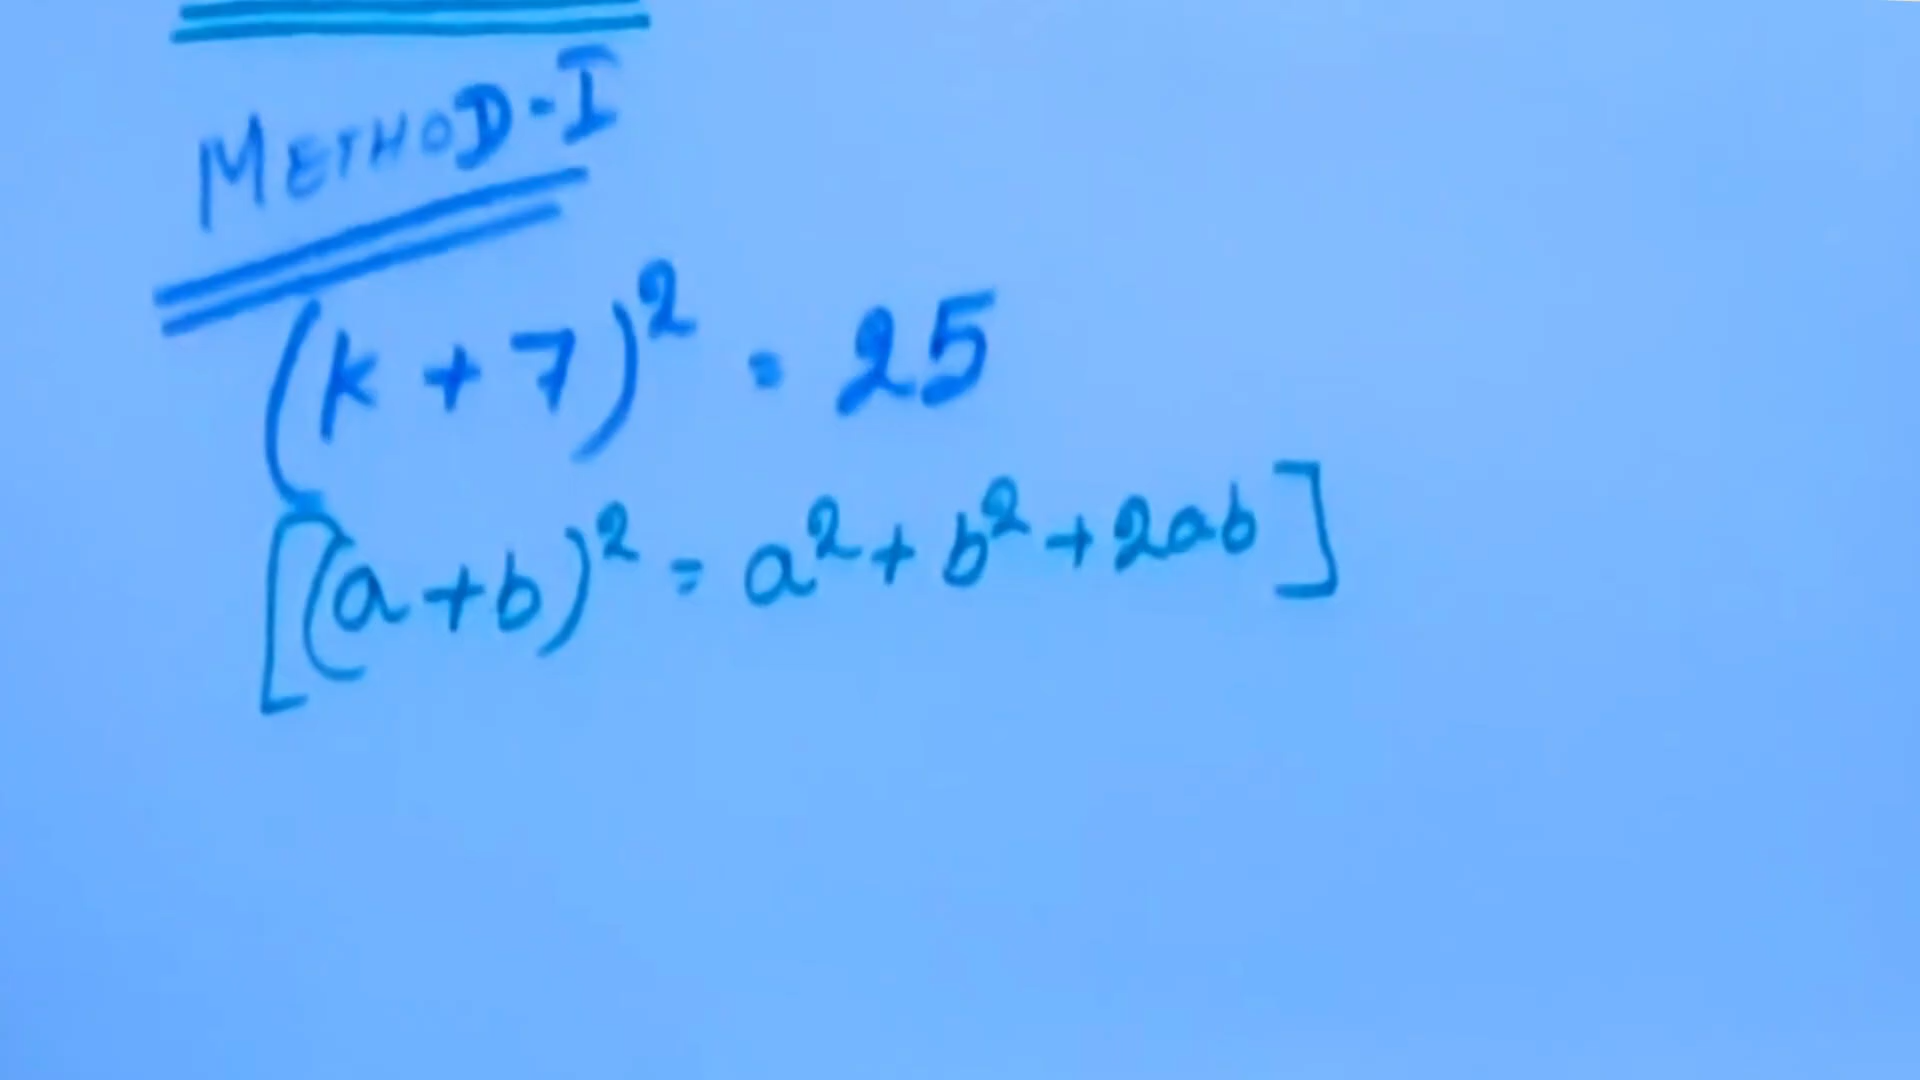 METHOD-I
(k+7)² = 25
[(a+b)² = a² + b² + 2ab]